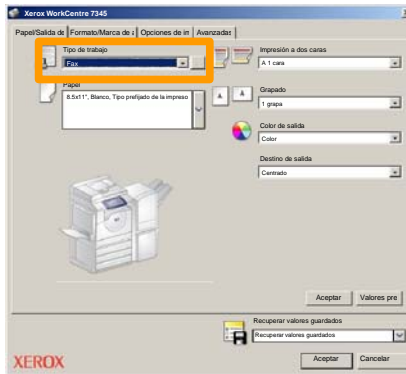 Xerox WorkCentre 7345
Papel/Salida de Formato/Marca de Opciones de in Avanzadas
Tipo de trabajo
Fax
Papel
8.5x11", Blanco, Tipo prefijado de la impreso
Impresión a dos caras
A 1 cara
Grapado
1 grapa
Color de salida
Color
Destino de salida
Centrado
Aceptar Valores pre
Recuperar valores guardados
Recuperar valores guardados
XEROX
Aceptar Cancelar